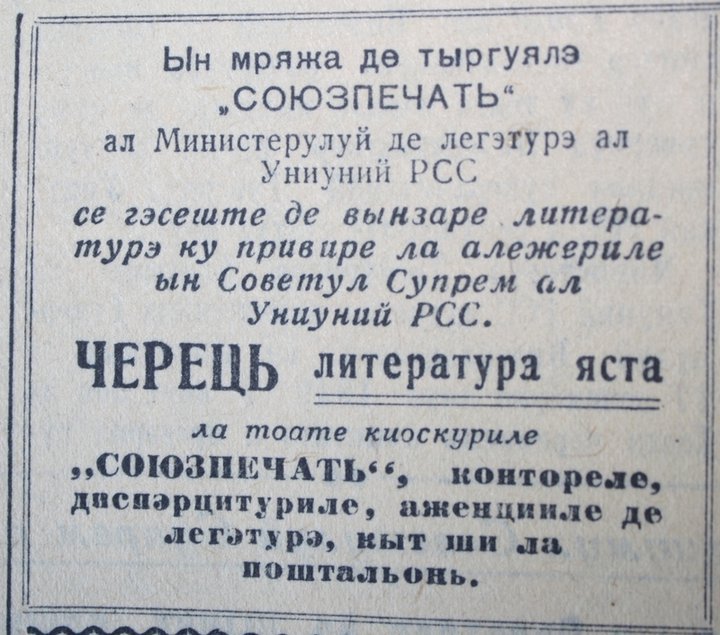 Ын мряжа де тыргуялэ
„СОЮЗПЕЧАТЬ“
ал Министерулуй де легэтурэ ал
Униуний РСС
се гэсеште де вынзаре литера-
турэ ку привире ла алежериле
ын Советул Супрем ал
Униуний РСС.
ЧЕРЕЦЬ литература яста
ла тоате киоскуриле
„СОЮЗПЕЧАТЬ“, контореле,
диспэрцитуриле, аженцииле де
легэтурэ, кыт ши ла
поштальонь.